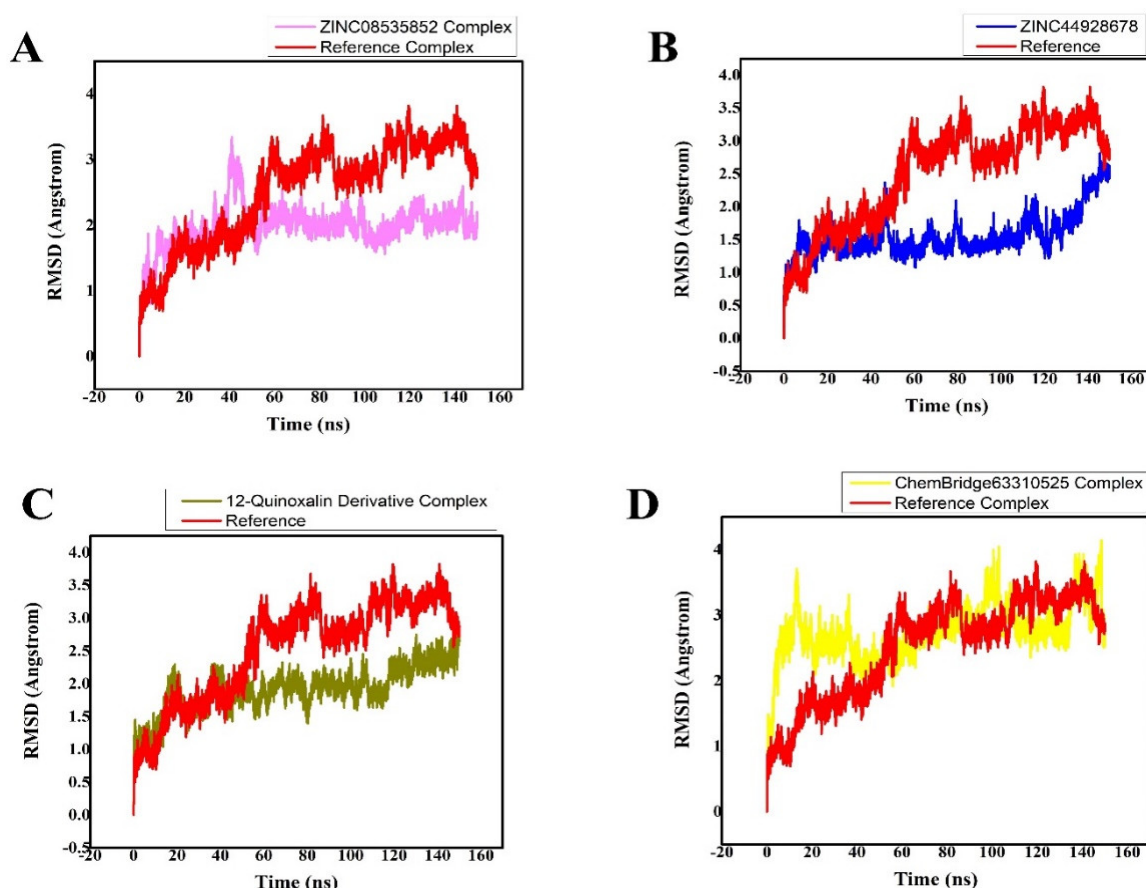 A
ZINC08535852 Complex
Reference Complex
RMSD (Angstrom)
4
3
2
1
0
-20 0 20 40 60 80 100 120 140 160
Time (ns)
B
ZINC44928678
Reference
RMSD (Angstrom)
4.0
3.5
3.0
2.5
2.0
1.5
1.0
0.5
0.0
-0.5
-20 0 20 40 60 80 100 120 140 160
Time (ns)
C
12-Quinoxalin Derivative Complex
Reference
RMSD (Angstrom)
4.0
3.5
3.0
2.5
2.0
1.5
1.0
0.5
0.0
-0.5
-20 0 20 40 60 80 100 120 140 160
Time (ns)
D
ChemBridge63310525 Complex
Reference Complex
RMSD (Angstrom)
4
3
2
1
0
-20 0 20 40 60 80 100 120 140 160
Time (ns)